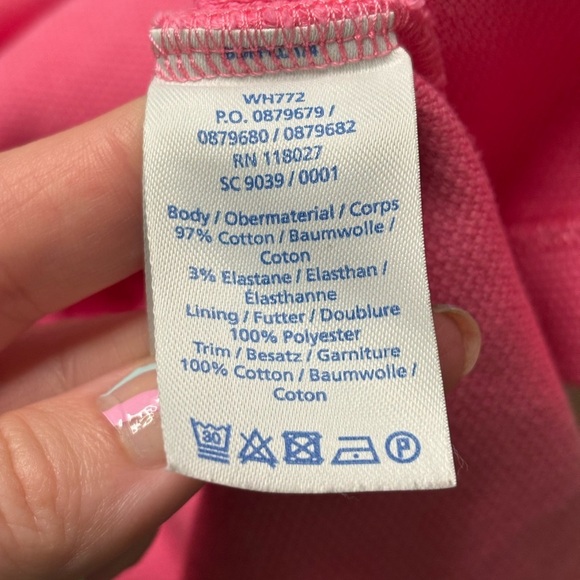 WH772
P.O. 0879679 /
0879680 / 0879682
RN 118027
SC 9039 / 0001
Body / Obermaterial / Corps
97% Cotton / Baumwolle /
Coton
3% Elastane / Elasthan /
Élasthanne
Lining / Futter / Doublure
100% Polyester
Trim / Besatz / Garniture
100% Cotton / Baumwolle /
Coton
30 P